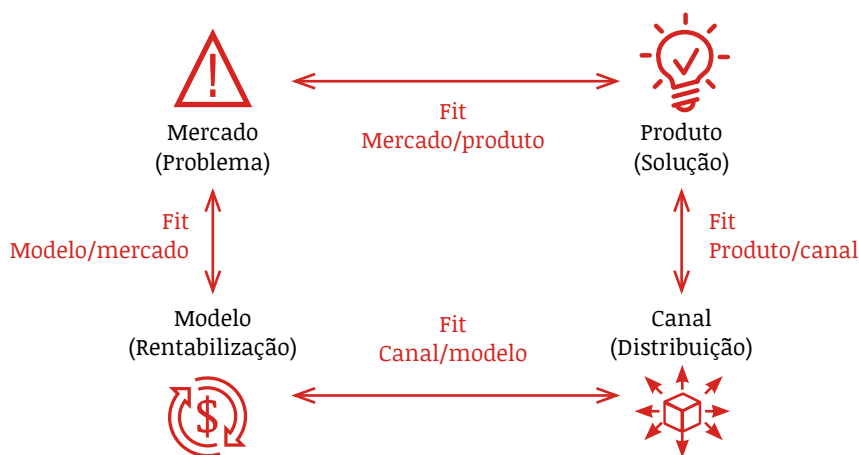 Fit
Mercado/produto
Mercado
(Problema)
Produto
(Solução)
Fit
Modelo/mercado
Fit
Produto/canal
Modelo
(Rentabilização)
Fit
Canal/modelo
Canal
(Distribuição)
$